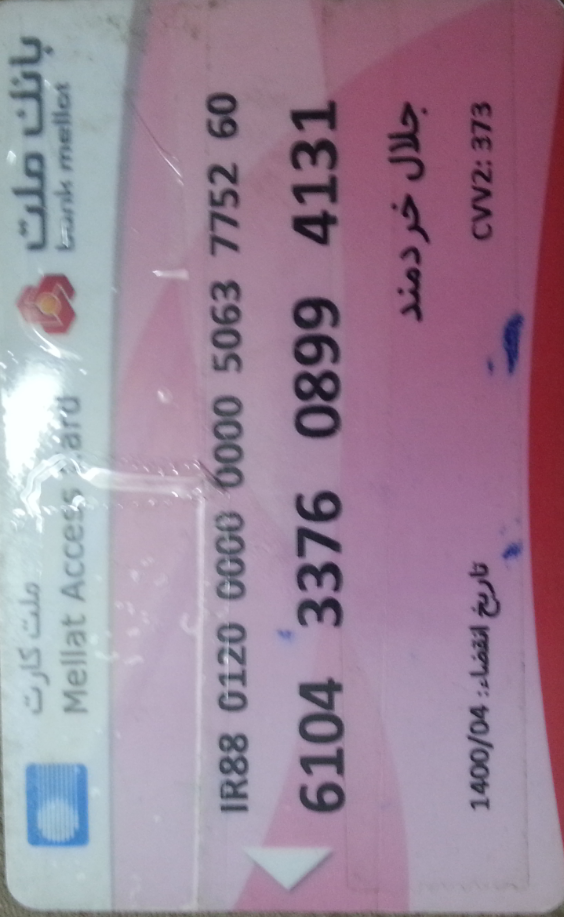 بانک ملت
bank mellat
ملت کارت
Mellat Access Card
IR88 0120 0000 0000 5063 7752 60
6104 3376 0899 4131
جلال خردمند
تاریخ انقضاء: 1400/04
CVV2: 373